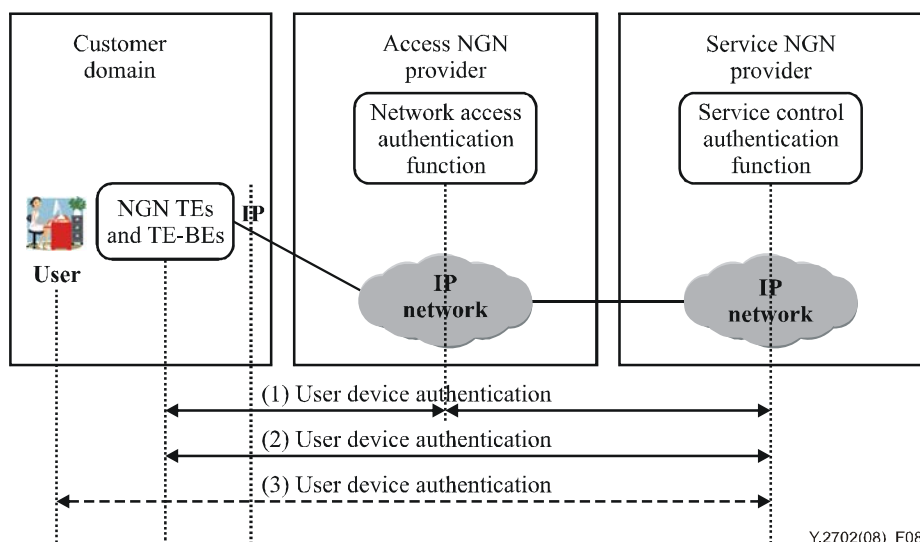 Customer
domain
Access NGN
provider
Service NGN
provider
Network access
authentication
function
Service control
authentication
function
NGN TEs
and TE-BEs
IP
User
IP
network
IP
network
(1) User device authentication
(2) User device authentication
(3) User device authentication
Y.2702(08)_F08